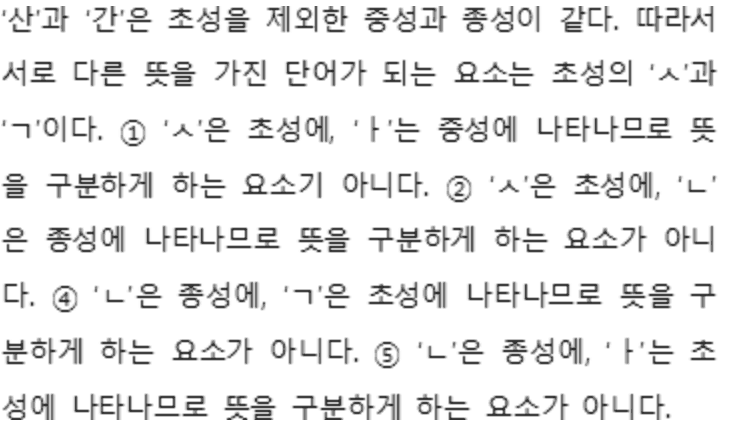 ‘산’과 ‘간’은 초성을 제외한 중성과 종성이 같다. 따라서
서로 다른 뜻을 가진 단어가 되는 요소는 초성의 ‘ㅅ’과
‘ㄱ’이다. ① ‘ㅅ’은 초성에, ‘ㅏ’는 중성에 나타나므로 뜻
을 구분하게 하는 요소기 아니다. ② ‘ㅅ’은 초성에, ‘ㄴ’
은 종성에 나타나므로 뜻을 구분하게 하는 요소가 아니
다. ④ ‘ㄴ’은 종성에, ‘ㄱ’은 초성에 나타나므로 뜻을 구
분하게 하는 요소가 아니다. ⑤ ‘ㄴ’은 종성에, ‘ㅏ’는 초
성에 나타나므로 뜻을 구분하게 하는 요소가 아니다.